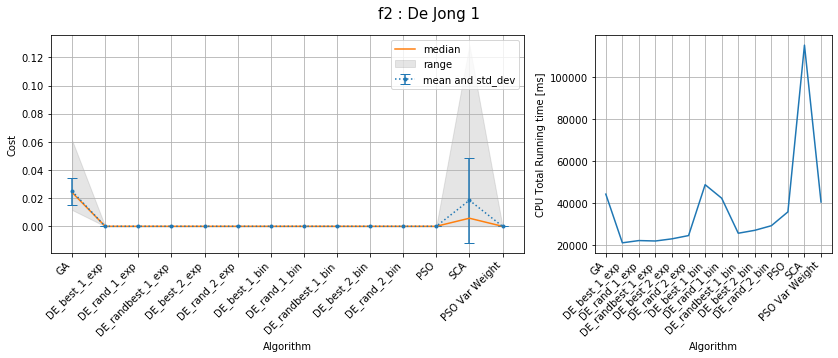 f2 : De Jong 1
median
range
mean and std_dev
0.12
0.10
0.08
0.06
0.04
0.02
0.00
Cost
GA
DE_best_1_exp
DE_rand_1_exp
DE_randbest_1_exp
DE_best_2_exp
DE_rand_2_exp
DE_best_1_bin
DE_rand_1_bin
DE_randbest_1_bin
DE_best_2_bin
DE_rand_2_bin
PSO
SCA
PSO Var Weight
Algorithm
CPU Total Running time [ms]
100000
80000
60000
40000
20000
GA
DE_best_1_exp
DE_rand_1_exp
DE_randbest_1_exp
DE_best_2_exp
DE_rand_2_exp
DE_best_1_bin
DE_rand_1_bin
DE_randbest_1_bin
DE_best_2_bin
DE_rand_2_bin
PSO
SCA
PSO Var Weight
Algorithm